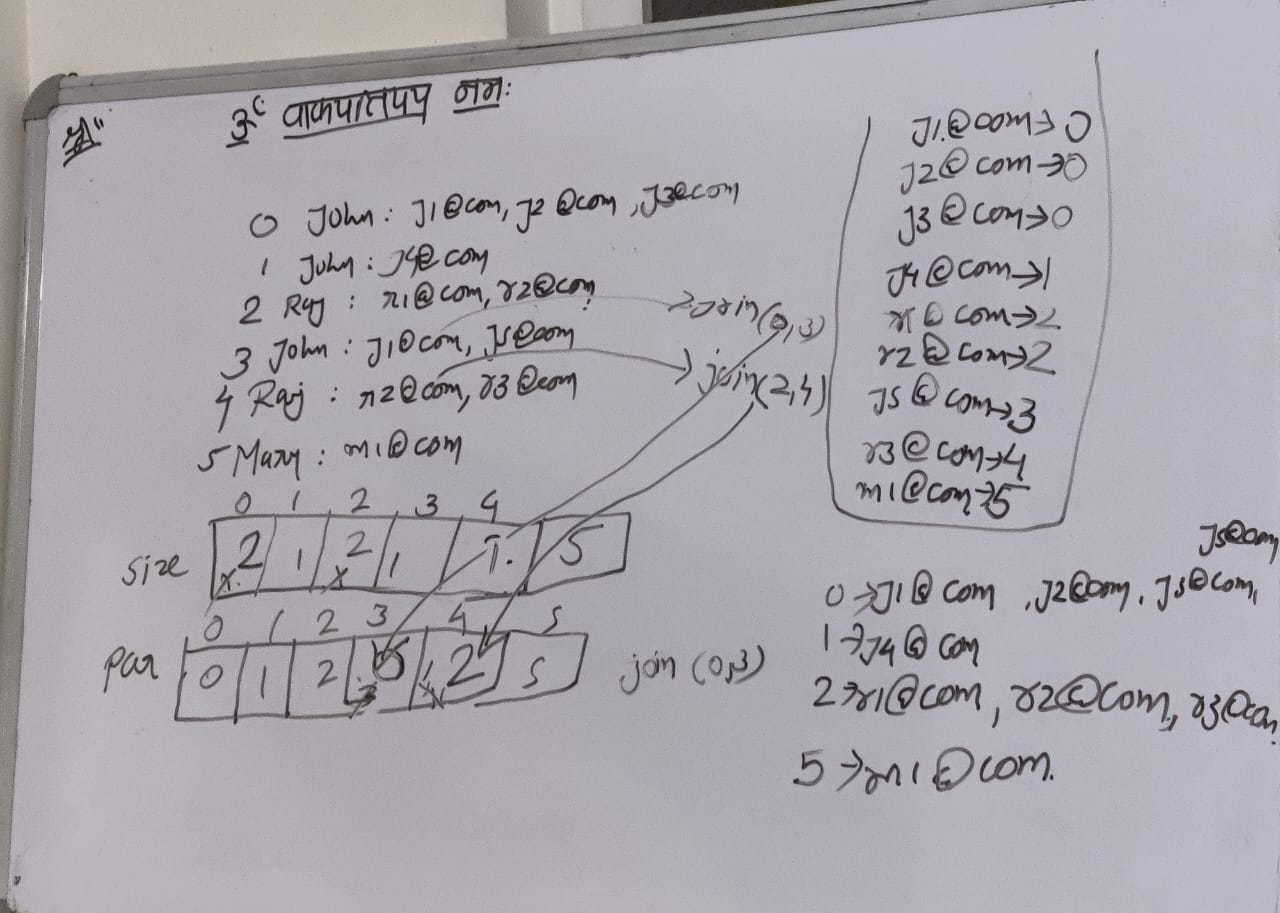 ॐ वाकपातपय नमः
0 John : J1@com, J2@com, J3@com
1 John : J4@com
2 Raj : r1@com, r2@com
3 John : J1@com, J5@com
4 Raj : r2@com, r3@com
5 Mary : m1@com
join(0,3)
join(2,4)
J1@com→0
J2@com→0
J3@com→0
J4@com→1
r1@com→2
r2@com→2
J5@com→3
r3@com→4
m1@com→5
0 1 2 3 4
size 2 1 2 1 1 5
0 1 2 3 4 5
Par 0 1 2 3 2 5
join (0,3)
J5@com
0→J1@com, J2@com, J3@com,
1→J4@com
2→r1@com, r2@com, r3@com
5→m1@com.